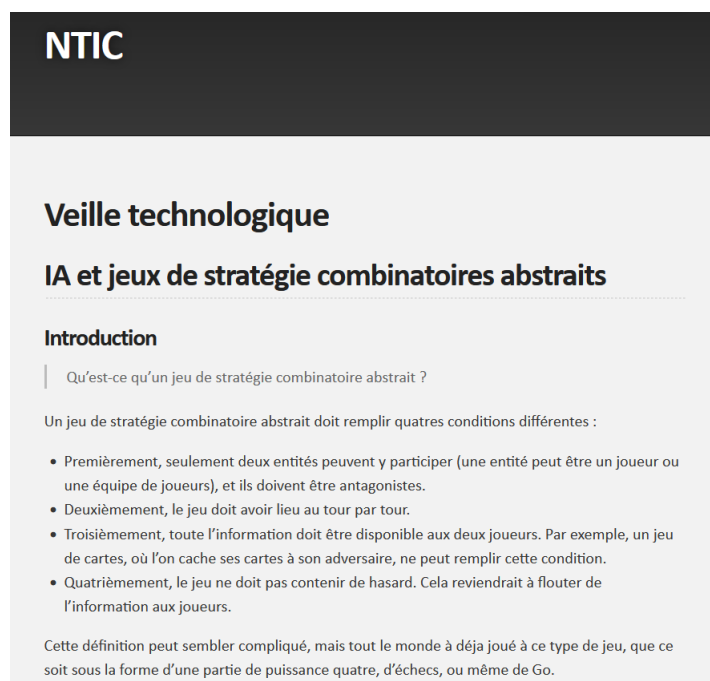 NTIC
Veille technologique
IA et jeux de stratégie combinatoires abstraits
Introduction
Qu’est-ce qu’un jeu de stratégie combinatoire abstrait ?
Un jeu de stratégie combinatoire abstrait doit remplir quatres conditions différentes :
• Premièrement, seulement deux entités peuvent y participer (une entité peut être un joueur ou
une équipe de joueurs), et ils doivent être antagonistes.
• Deuxièmement, le jeu doit avoir lieu au tour par tour.
• Troisièmement, toute l’information doit être disponible aux deux joueurs. Par exemple, un jeu
de cartes, où l’on cache ses cartes à son adversaire, ne peut remplir cette condition.
• Quatrièmement, le jeu ne doit pas contenir de hasard. Cela reviendrait à flouter de
l’information aux joueurs.
Cette définition peut sembler compliqué, mais tout le monde à déja joué à ce type de jeu, que ce
soit sous la forme d’une partie de puissance quatre, d’échecs, ou même de Go.